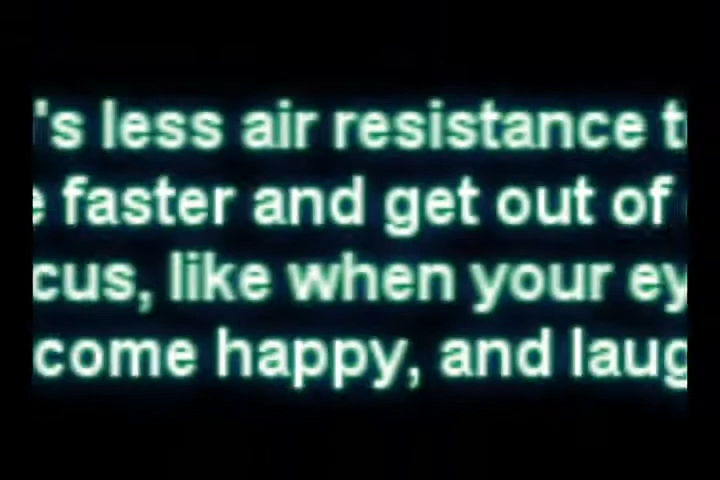 's less air resistance t
faster and get out of
cus, like when your ey
come happy, and laug